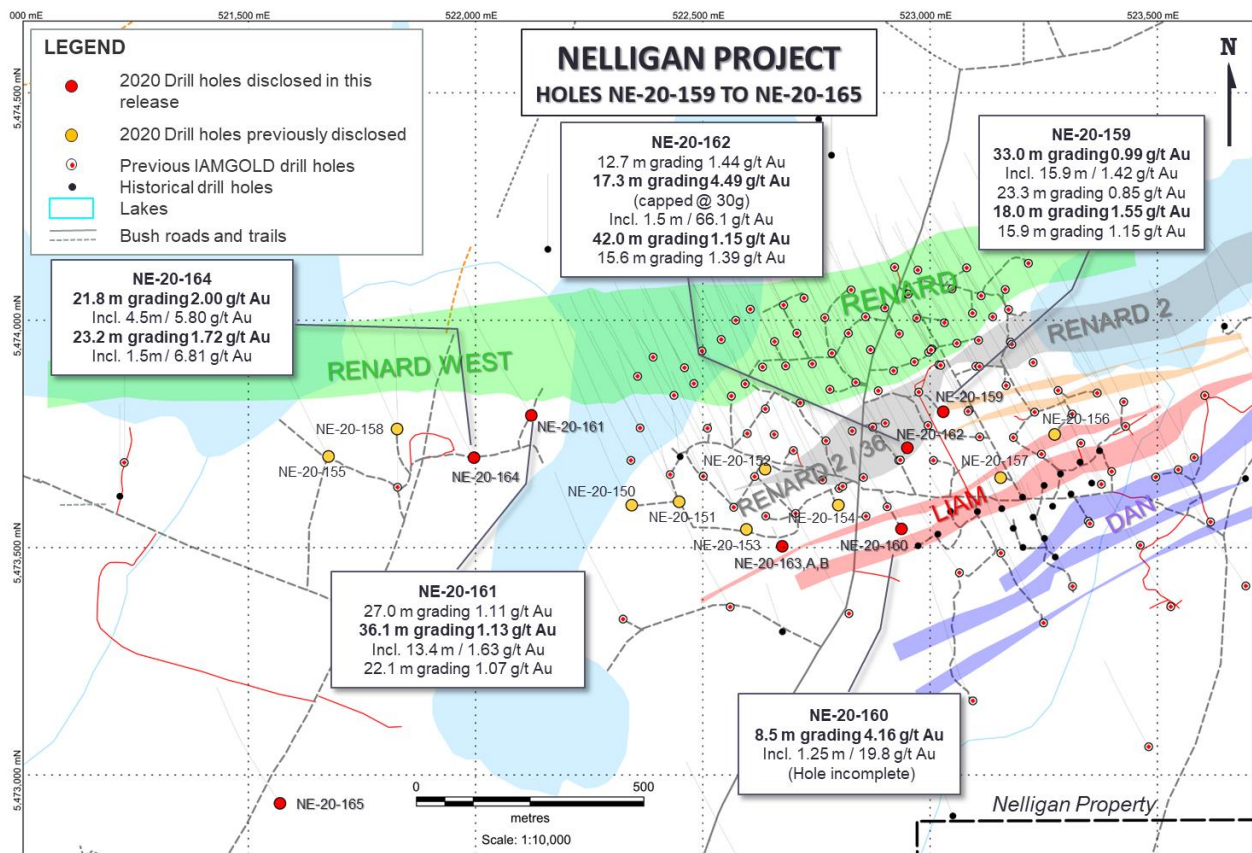 000 mE
521,500 mE
522,000 mE
522,500 mE
523,000 mE
523,500 mE
5,474,500 mN
5,474,000 mN
5,473,500 mN
5,473,000 mN
LEGEND
2020 Drill holes disclosed in this
release
2020 Drill holes previously disclosed
Previous IAMGOLD drill holes
Historical drill holes
Lakes
Bush roads and trails
NELLIGAN PROJECT
HOLES NE-20-159 TO NE-20-165
N
NE-20-162
12.7 m grading 1.44 g/t Au
17.3 m grading 4.49 g/t Au
(capped @ 30g)
Incl. 1.5 m / 66.1 g/t Au
42.0 m grading 1.15 g/t Au
15.6 m grading 1.39 g/t Au
NE-20-159
33.0 m grading 0.99 g/t Au
Incl. 15.9 m / 1.42 g/t Au
23.3 m grading 0.85 g/t Au
18.0 m grading 1.55 g/t Au
15.9 m grading 1.15 g/t Au
NE-20-164
21.8 m grading 2.00 g/t Au
Incl. 4.5m / 5.80 g/t Au
23.2 m grading 1.72 g/t Au
Incl. 1.5m / 6.81 g/t Au
RENARD WEST
RENARD
RENARD 2
RENARD 2 / 36
LIAM
DAN
NE-20-158
NE-20-155
NE-20-164
NE-20-161
NE-20-150
NE-20-151
NE-20-152
NE-20-153
NE-20-154
NE-20-163,A,B
NE-20-160
NE-20-162
NE-20-159
NE-20-156
NE-20-157
NE-20-161
27.0 m grading 1.11 g/t Au
36.1 m grading 1.13 g/t Au
Incl. 13.4 m / 1.63 g/t Au
22.1 m grading 1.07 g/t Au
NE-20-160
8.5 m grading 4.16 g/t Au
Incl. 1.25 m / 19.8 g/t Au
(Hole incomplete)
NE-20-165
0
500
metres
Scale: 1:10,000
Nelligan Property